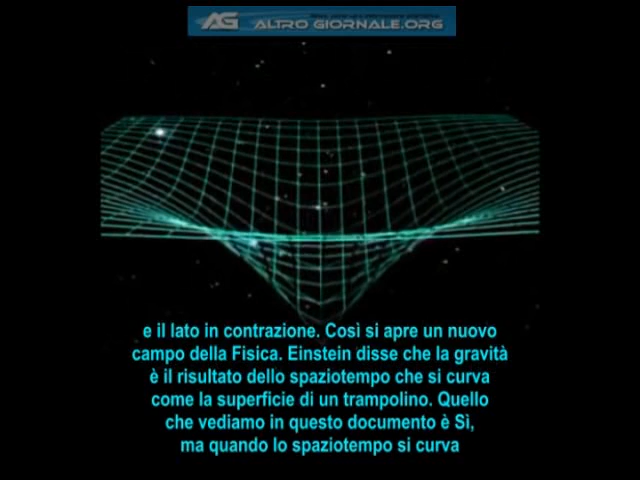 AG ALTRO GIORNALE.ORG
e il lato in contrazione. Così si apre un nuovo
campo della Fisica. Einstein disse che la gravità
è il risultato dello spaziotempo che si curva
come la superficie di un trampolino. Quello
che vediamo in questo documento è Sì,
ma quando lo spaziotempo si curva